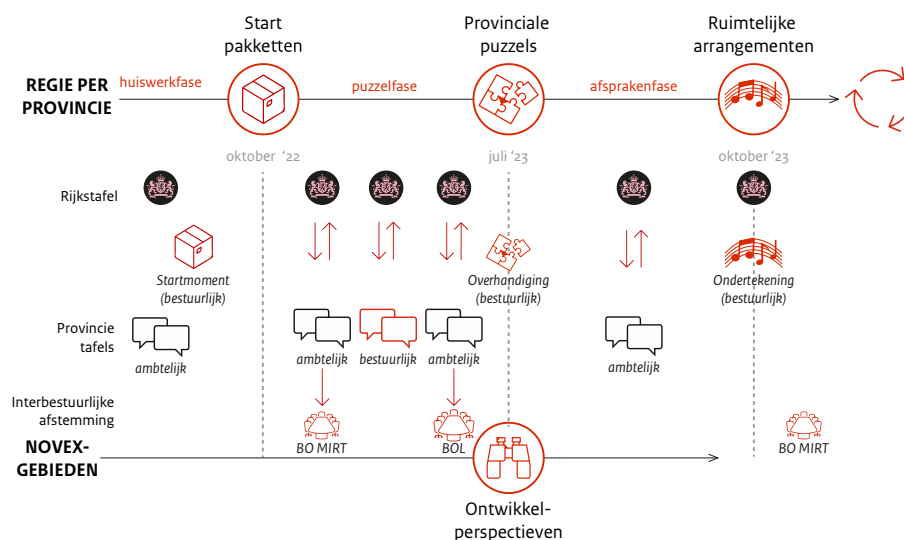 Start
pakketten
Provinciale
puzzels
Ruimtelijke
arrangementen
REGIE PER
PROVINCIE
huiswerkfase
puzzelfase
afsprakenfase
oktober ‘22
juli ‘23
oktober ‘23
Rijkstafel
Startmoment
(bestuurlijk)
Overhandiging
(bestuurlijk)
Ondertekening
(bestuurlijk)
Provincie
tafels
ambtelijk
ambtelijk
bestuurlijk
ambtelijk
ambtelijk
Interbestuurlijke
afstemming
BO MIRT
BOL
BO MIRT
NOVEX-
GEBIEDEN
Ontwikkel-
perspectieven